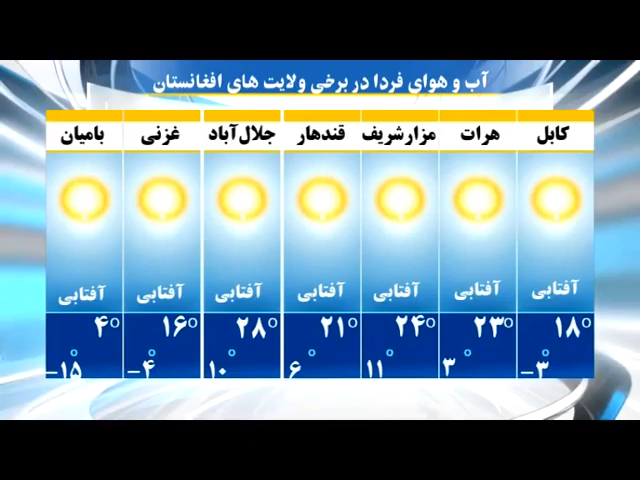 آب و هوای فردا در برخی ولایت های افغانستان
کابل هرات مزارشریف قندهار جلال‌آباد غزنی بامیان
آفتابی آفتابی آفتابی آفتابی آفتابی آفتابی آفتابی
۱۸° ۲۳° ۲۴° ۲۱° ۲۸° ۱۶° ۴°
-۳° ۳° ۱۱° ۶° ۱۰° -۴° -۱۵°